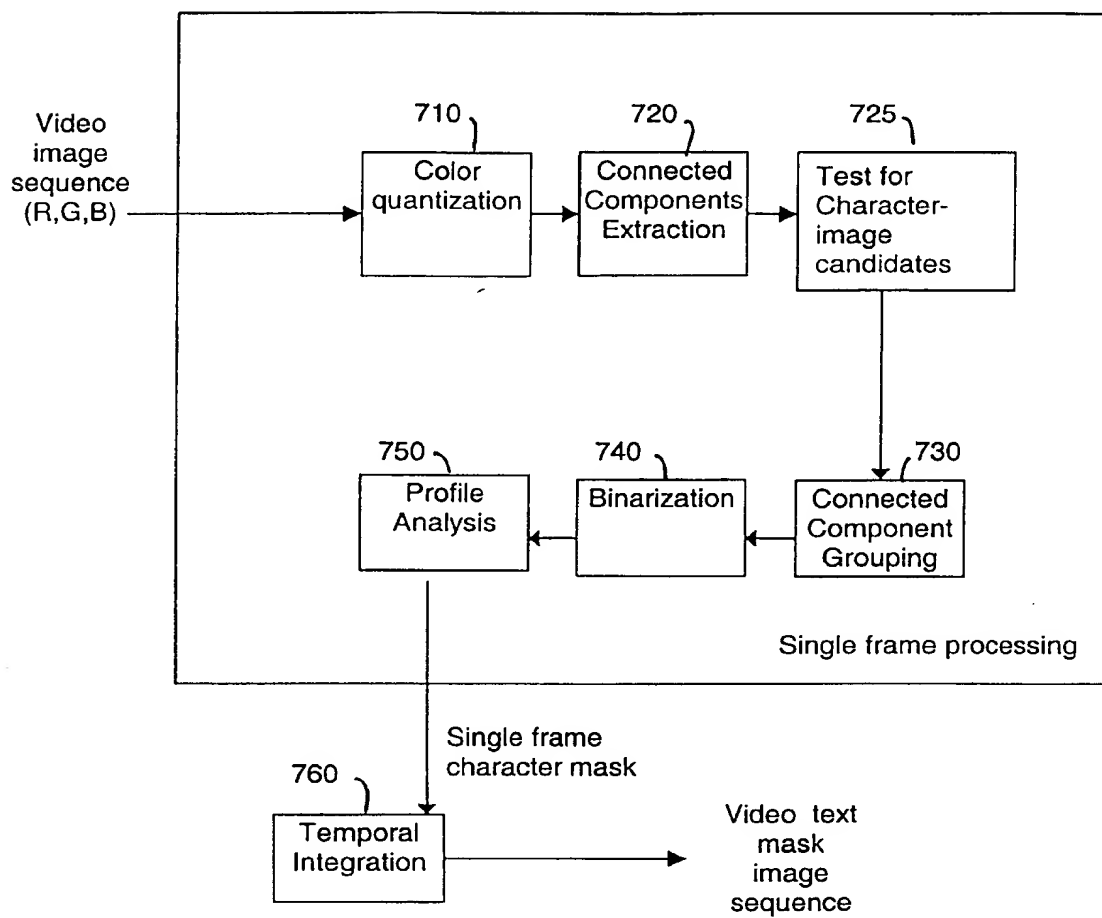 Video
image
sequence
(R,G,B)
710
Color
quantization
720
Connected
Components
Extraction
725
Test for
Character-
image
candidates
730
Connected
Component
Grouping
740
Binarization
750
Profile
Analysis
Single frame processing
Single frame
character mask
760
Temporal
Integration
Video text
mask
image
sequence